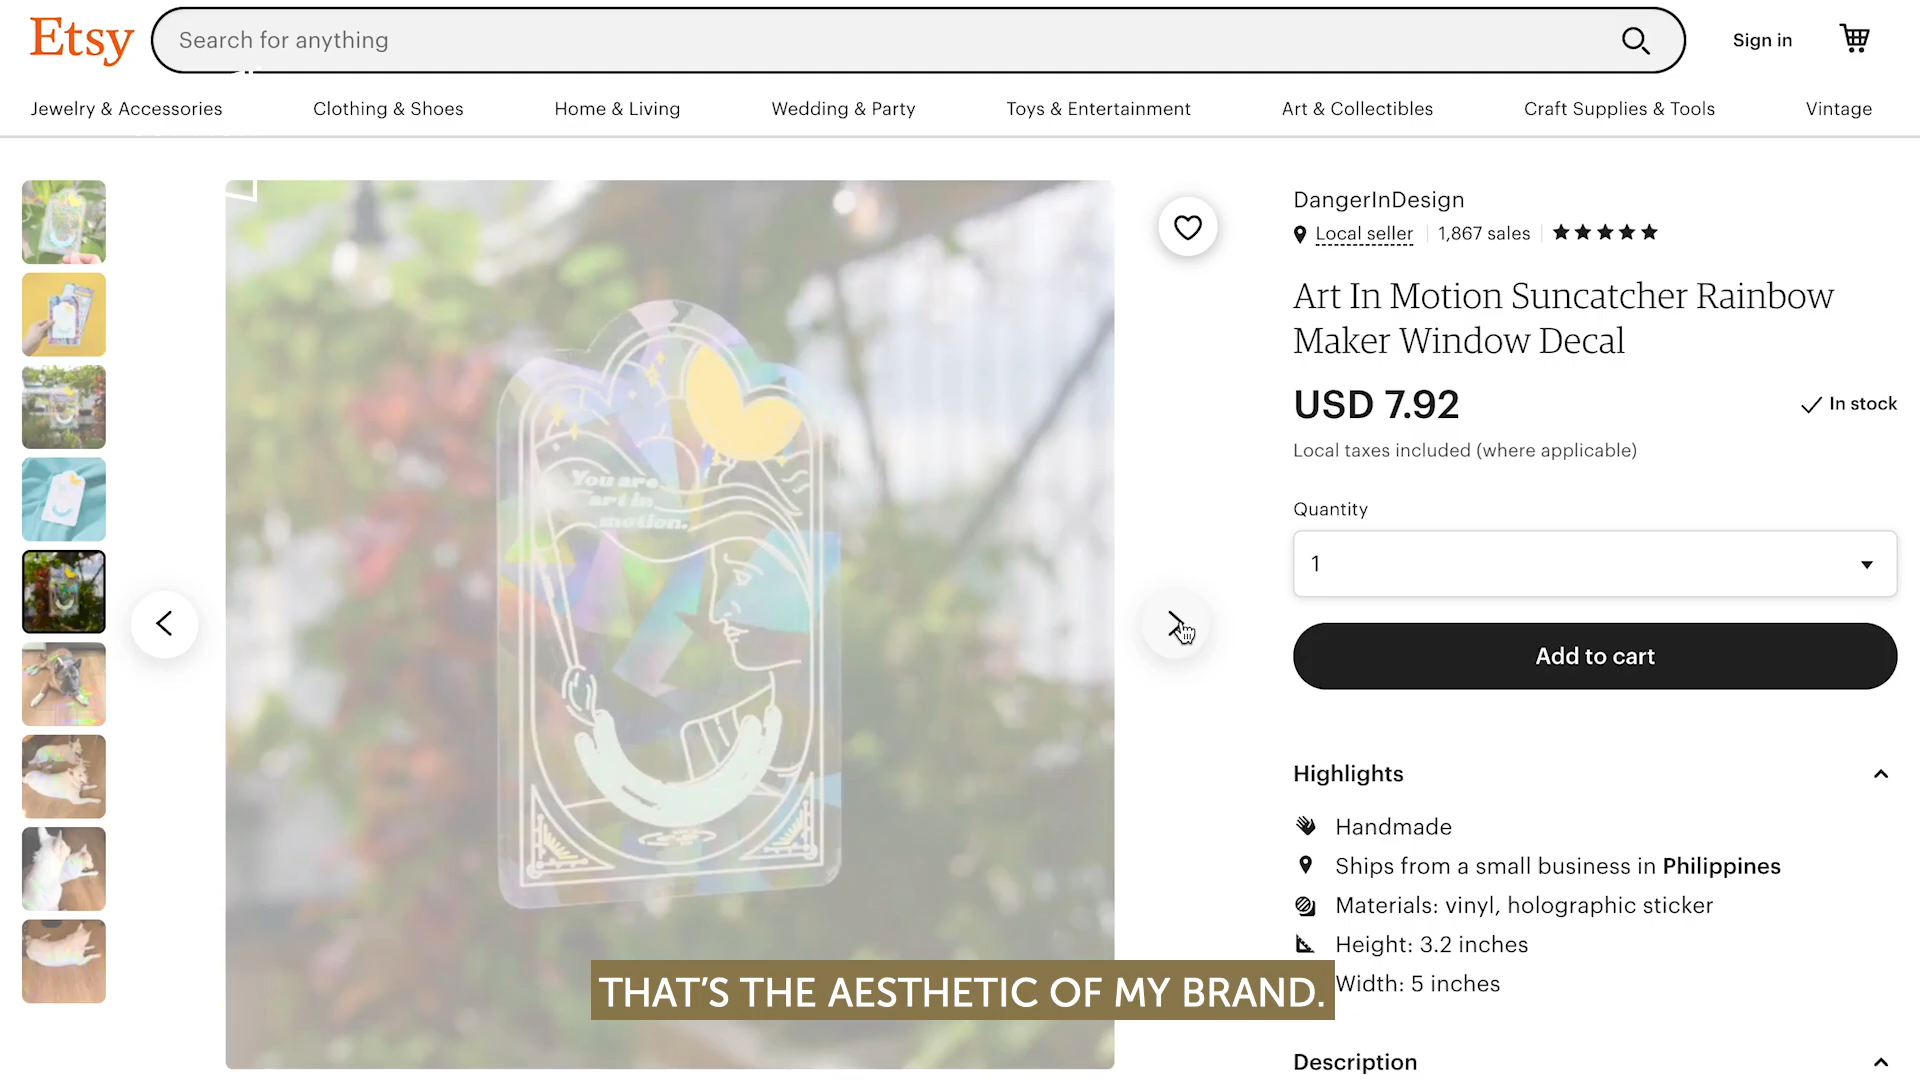 Etsy
Search for anything
Sign in
Jewelry & Accessories
Clothing & Shoes
Home & Living
Wedding & Party
Toys & Entertainment
Art & Collectibles
Craft Supplies & Tools
Vintage
DangerInDesign
Local seller
1,867 sales
Art In Motion Suncatcher Rainbow
Maker Window Decal
USD 7.92
In stock
Local taxes included (where applicable)
Quantity
1
Add to cart
Highlights
Handmade
Ships from a small business in Philippines
Materials: vinyl, holographic sticker
Height: 3.2 inches
Width: 5 inches
Description
You are
art in
motion.
THAT'S THE AESTHETIC OF MY BRAND.